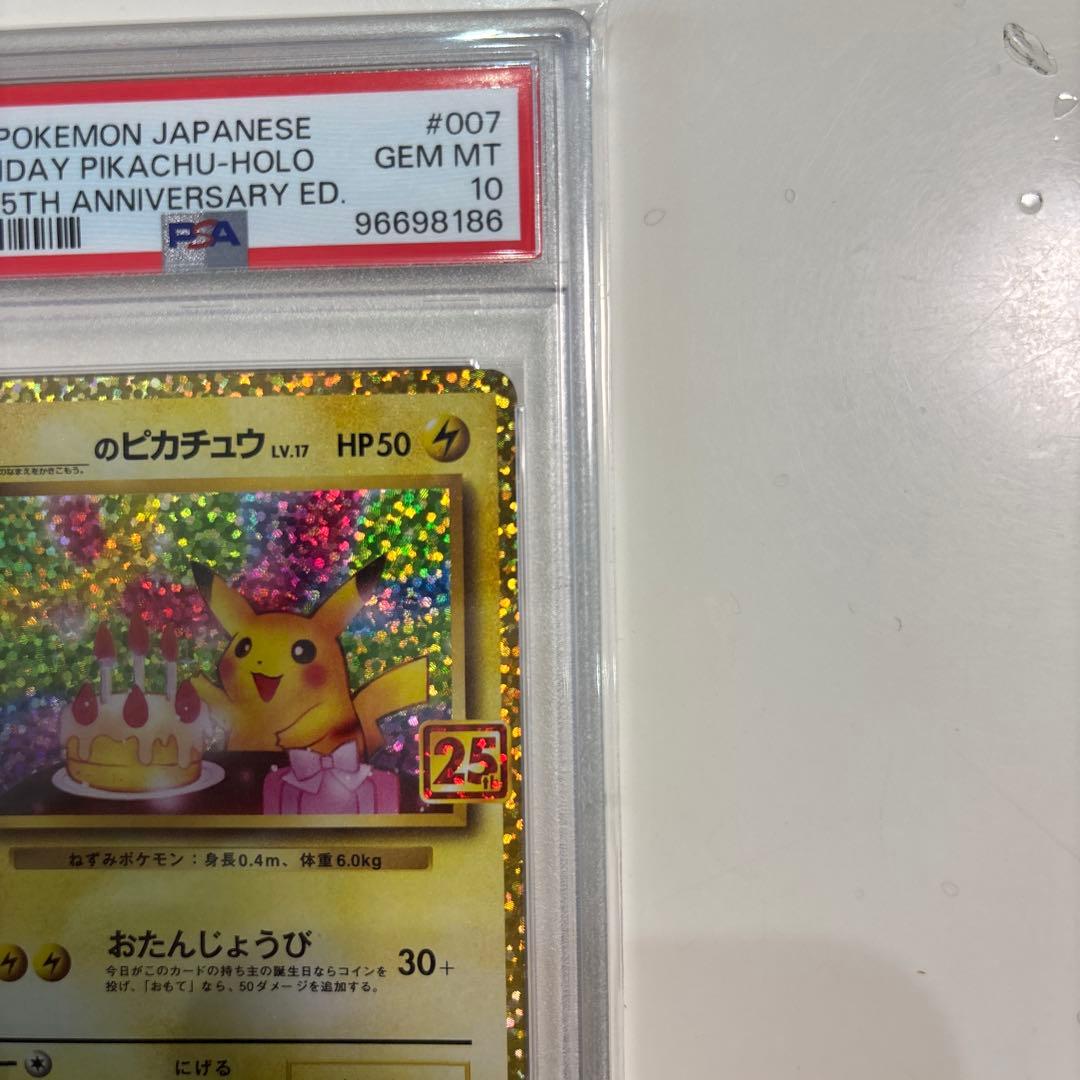 POKEMON JAPANESE #007
HDAY PIKACHU-HOLO GEM MT
5TH ANNIVERSARY ED. 10
PSA 96698186
のピカチュウ LV.17 HP50
のなまえをかきこもう。
25th
ねずみポケモン:身長0.4m、体重6.0kg
おたんじょうび 30+
今日がこのカードの持ち主の誕生日ならコインを
投げ、「おもて」なら、50ダメージを追加する。
にげる